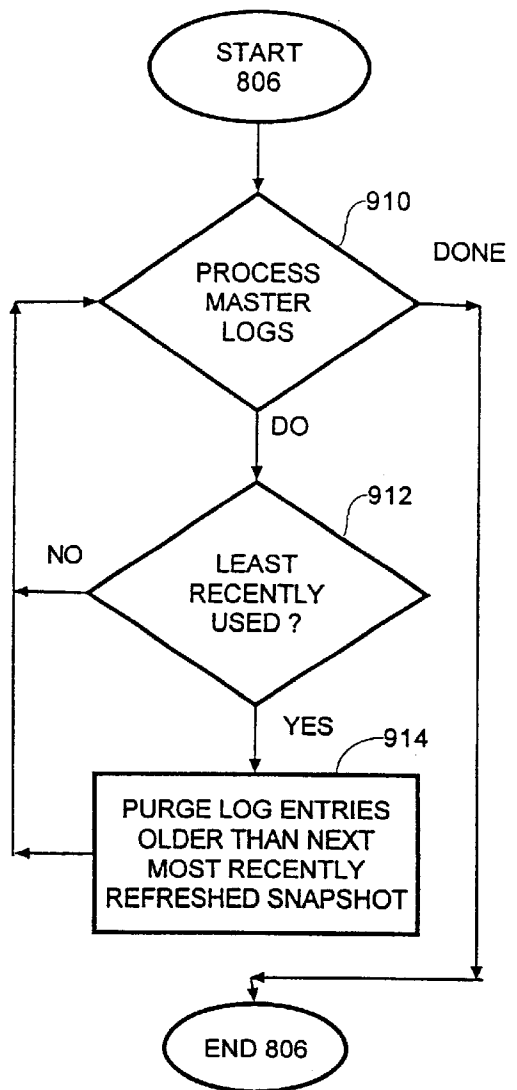 START
806
910
DONE
PROCESS
MASTER
LOGS
DO
912
NO
LEAST
RECENTLY
USED ?
YES
914
PURGE LOG ENTRIES
OLDER THAN NEXT
MOST RECENTLY
REFRESHED SNAPSHOT
END 806